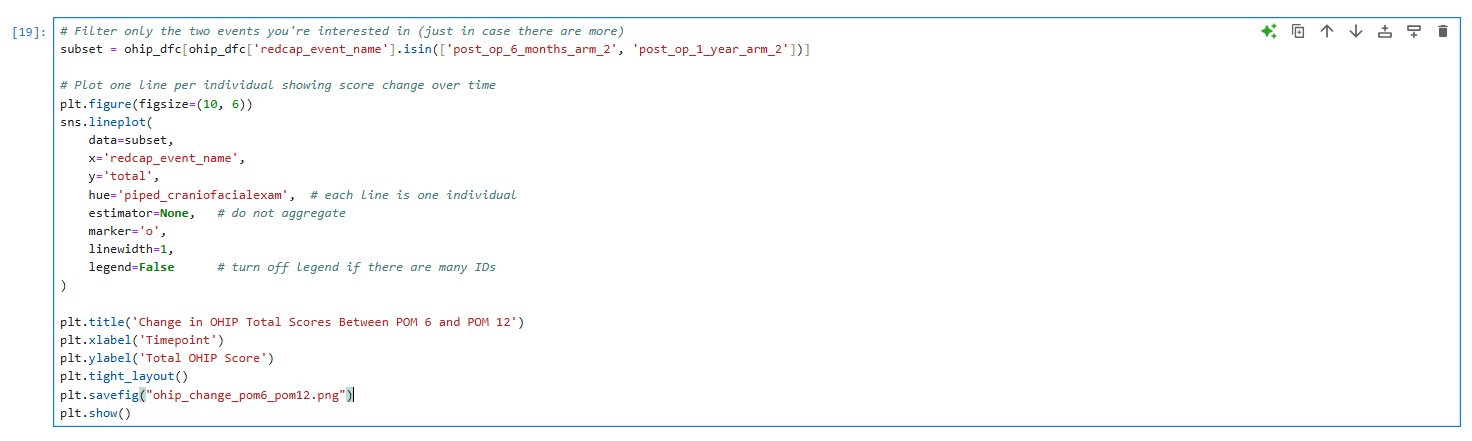 [19]:
# Filter only the two events you're interested in (just in case there are more)
subset = ohip_dfc[ohip_dfc['redcap_event_name'].isin(['post_op_6_months_arm_2', 'post_op_1_year_arm_2'])]

# Plot one line per individual showing score change over time
plt.figure(figsize=(10, 6))
sns.lineplot(
    data=subset,
    x='redcap_event_name',
    y='total',
    hue='piped_craniofacialexam',  # each line is one individual
    estimator=None,   # do not aggregate
    marker='o',
    linewidth=1,
    legend=False      # turn off legend if there are many IDs
)

plt.title('Change in OHIP Total Scores Between POM 6 and POM 12')
plt.xlabel('Timepoint')
plt.ylabel('Total OHIP Score')
plt.tight_layout()
plt.savefig("ohip_change_pom6_pom12.png")
plt.show()